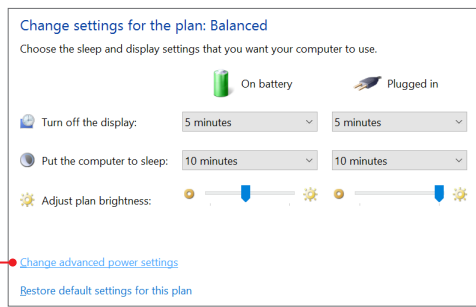 Change settings for the plan: Balanced
Choose the sleep and display settings that you want your computer to use.
On battery Plugged in
Turn off the display: 5 minutes 5 minutes
Put the computer to sleep: 10 minutes 10 minutes
Adjust plan brightness:
Change advanced power settings
Restore default settings for this plan